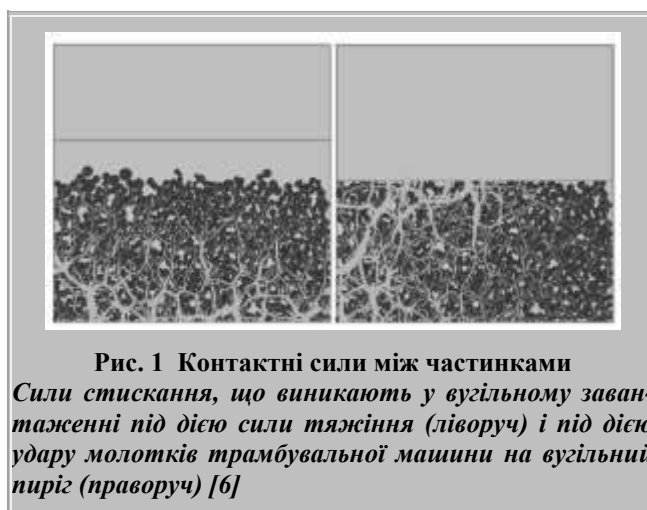 Рис. 1 Контактні сили між частинками
Сили стискання, що виникають у вугільному заван-
таженні під дією сили тяжіння (ліворуч) і під дією
удару молотків трамбувальної машини на вугільний
пиріг (праворуч) [6]